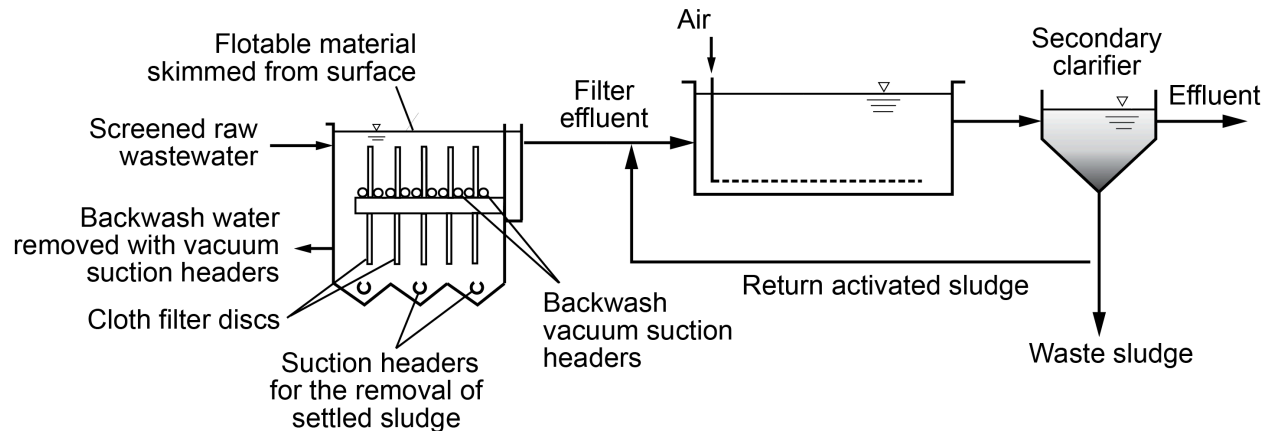 Flotable material
skimmed from surface
Screened raw
wastewater
Backwash water
removed with vacuum
suction headers
Cloth filter discs
Suction headers
for the removal of
settled sludge
Backwash
vacuum suction
headers
Filter
effluent
Air
Return activated sludge
Secondary
clarifier
Effluent
Waste sludge